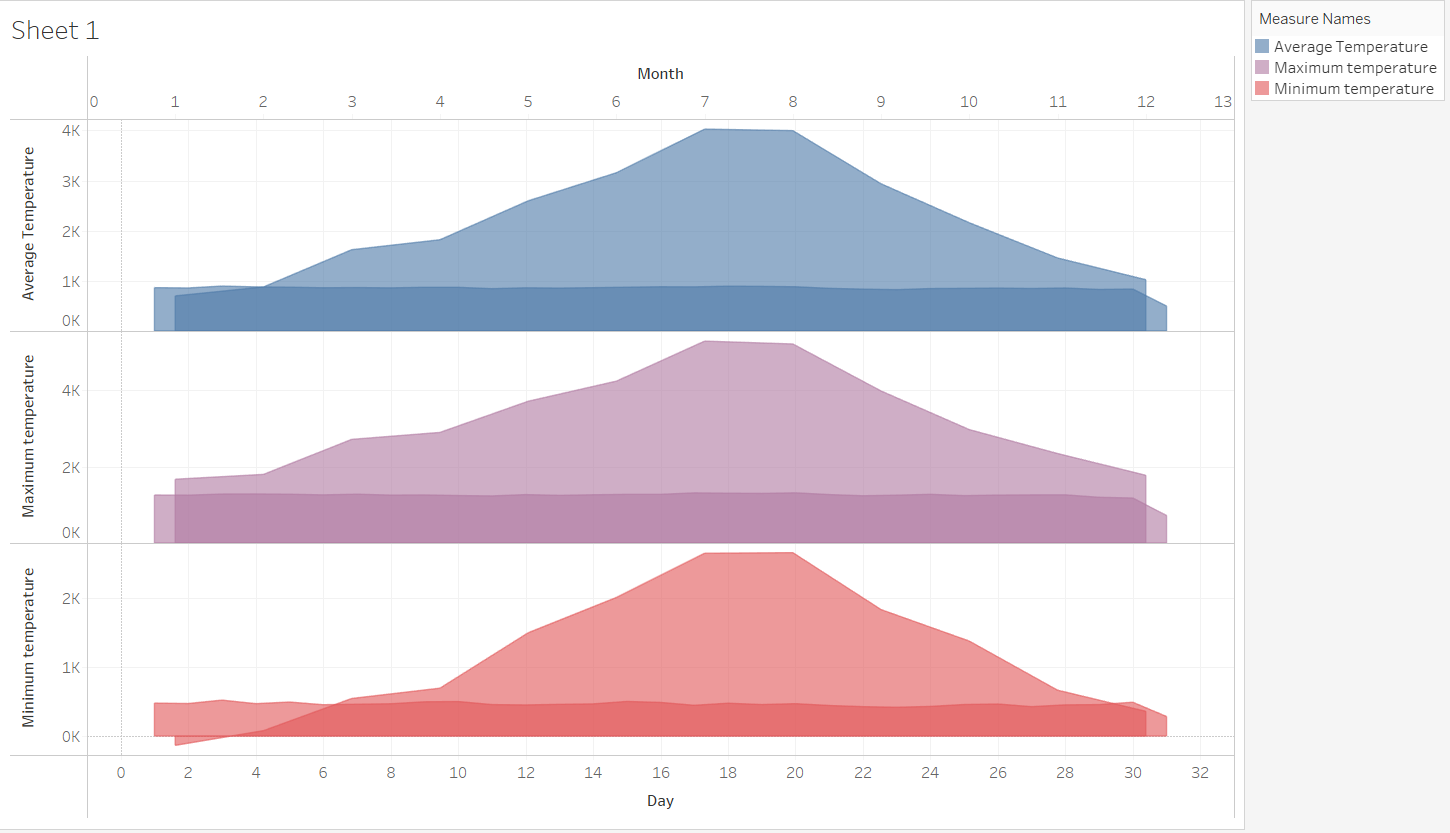 Sheet 1
Measure Names
Average Temperature
Maximum temperature
Minimum temperature
Month
0 1 2 3 4 5 6 7 8 9 10 11 12 13
Average Temperature
4K
3K
2K
1K
0K
Maximum temperature
4K
2K
0K
Minimum temperature
2K
1K
0K
0 2 4 6 8 10 12 14 16 18 20 22 24 26 28 30 32
Day